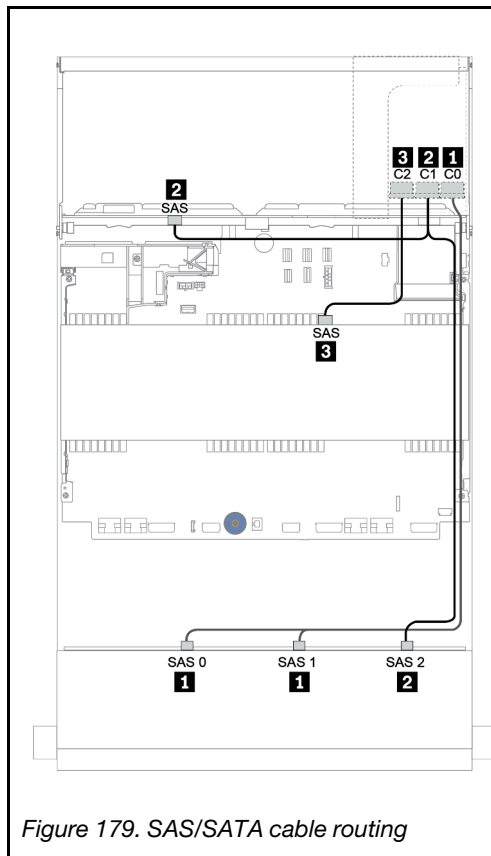 3 2 1
C2 C1 C0
2
SAS
SAS
3
SAS 0 SAS 1 SAS 2
1 1 2
Figure 179. SAS/SATA cable routing